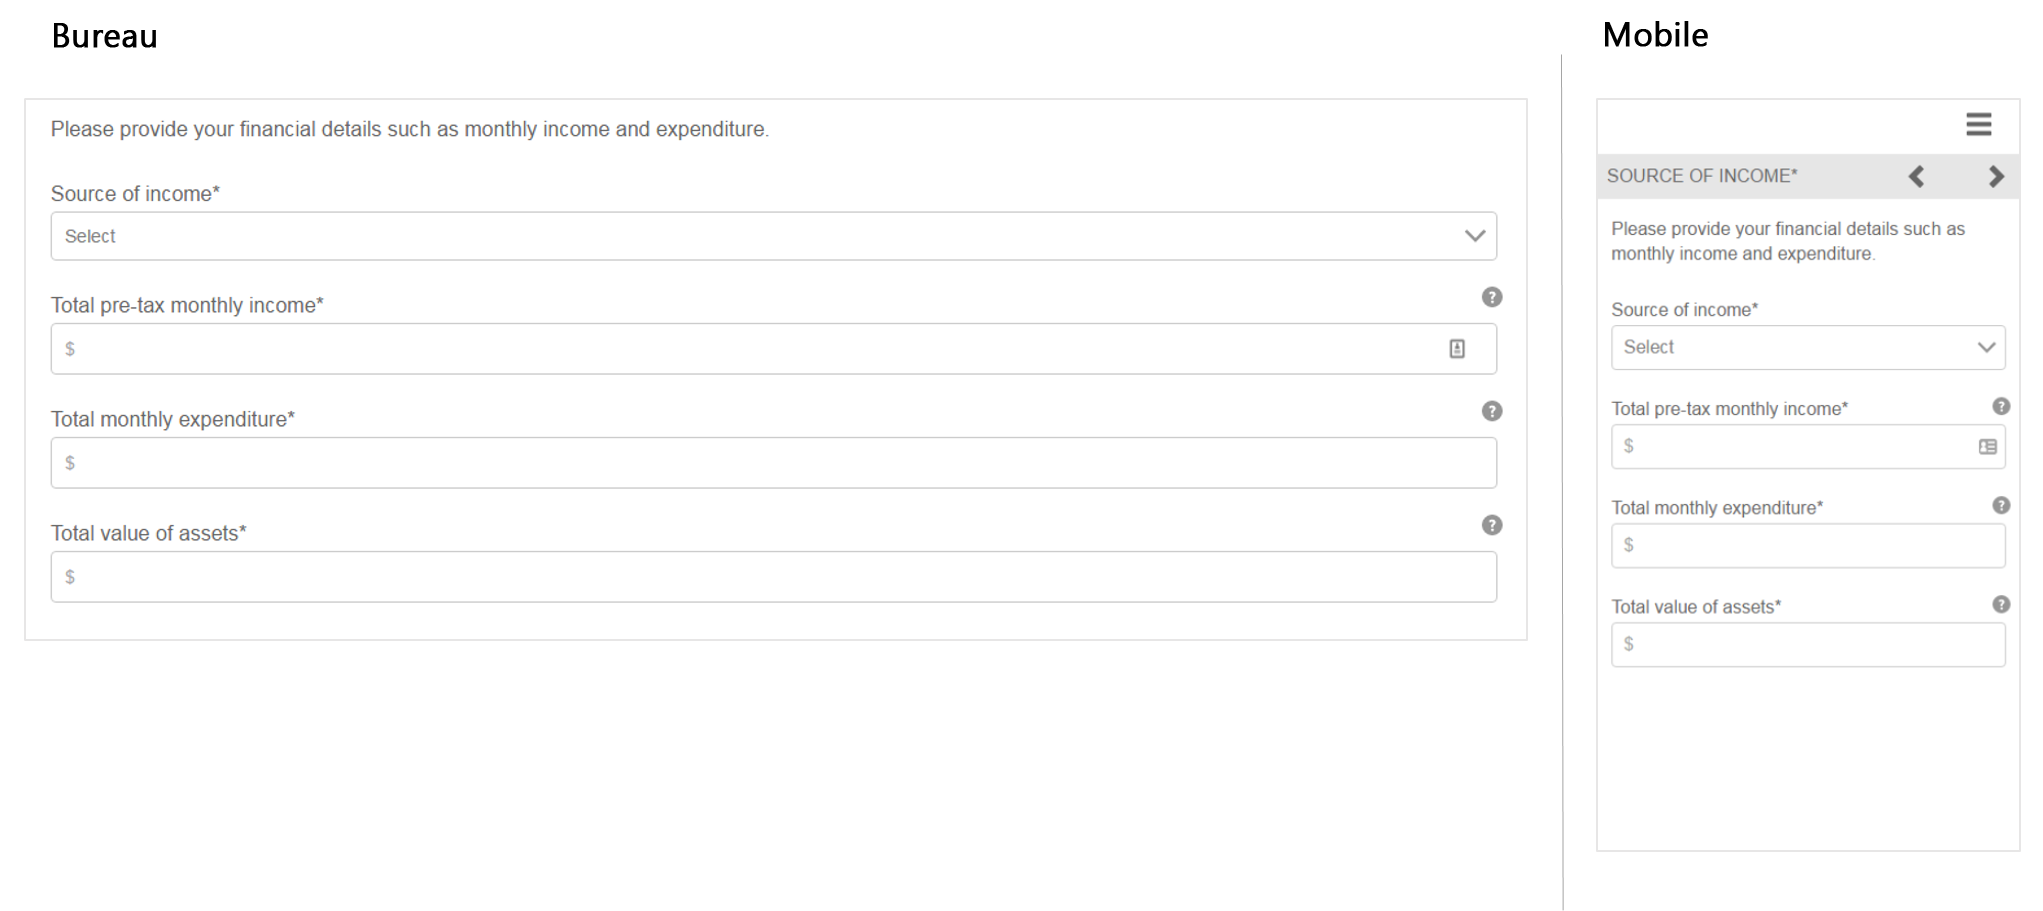 Bureau
Please provide your financial details such as monthly income and expenditure.
Source of income*
Select
Total pre-tax monthly income*
?
$
Total monthly expenditure*
?
$
Total value of assets*
?
$
Mobile
SOURCE OF INCOME*
Please provide your financial details such as
monthly income and expenditure.
Source of income*
Select
Total pre-tax monthly income*
?
$
Total monthly expenditure*
?
$
Total value of assets*
?
$